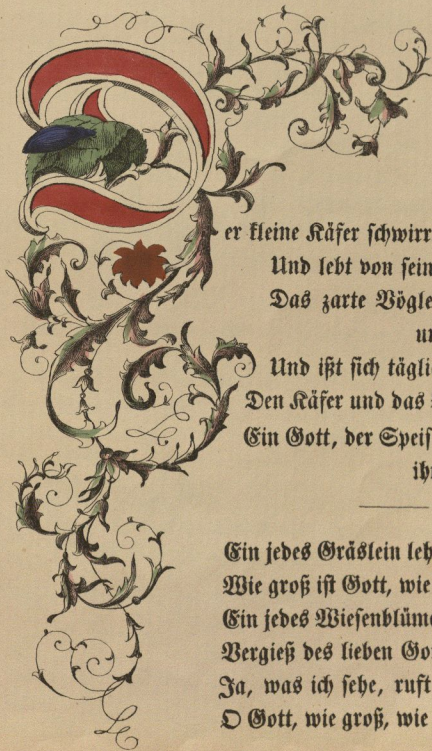 Der kleine Käfer schwirr
Und lebt von sein
Das zarte Vögle
un
Und ißt sich tägli
Den Käfer und das
Ein Gott, der Speis
ih
Ein jedes Gräslein leh
Wie groß ist Gott, wie
Ein jedes Wiesenblüm
Vergieß des lieben Go
Ja, was ich sehe, ruft
O Gott, wie groß, wie